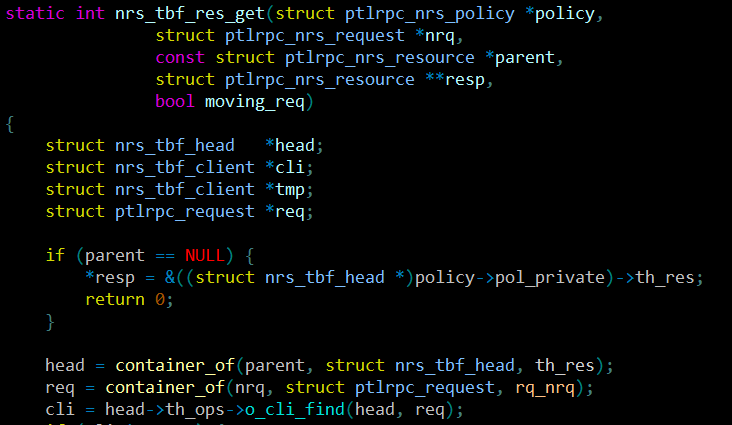 static int nrs_tbf_res_get(struct ptlrpc_nrs_policy *policy,
struct ptlrpc_nrs_request *nrq,
const struct ptlrpc_nrs_resource *parent,
struct ptlrpc_nrs_resource **resp,
bool moving_req)
{
struct nrs_tbf_head *head;
struct nrs_tbf_client *cli;
struct nrs_tbf_client *tmp;
struct ptlrpc_request *req;
if (parent == NULL) {
*resp = &((struct nrs_tbf_head *)policy->pol_private)->th_res;
return 0;
}
head = container_of(parent, struct nrs_tbf_head, th_res);
req = container_of(nrq, struct ptlrpc_request, rq_nrq);
cli = head->th_ops->o_cli_find(head, req);